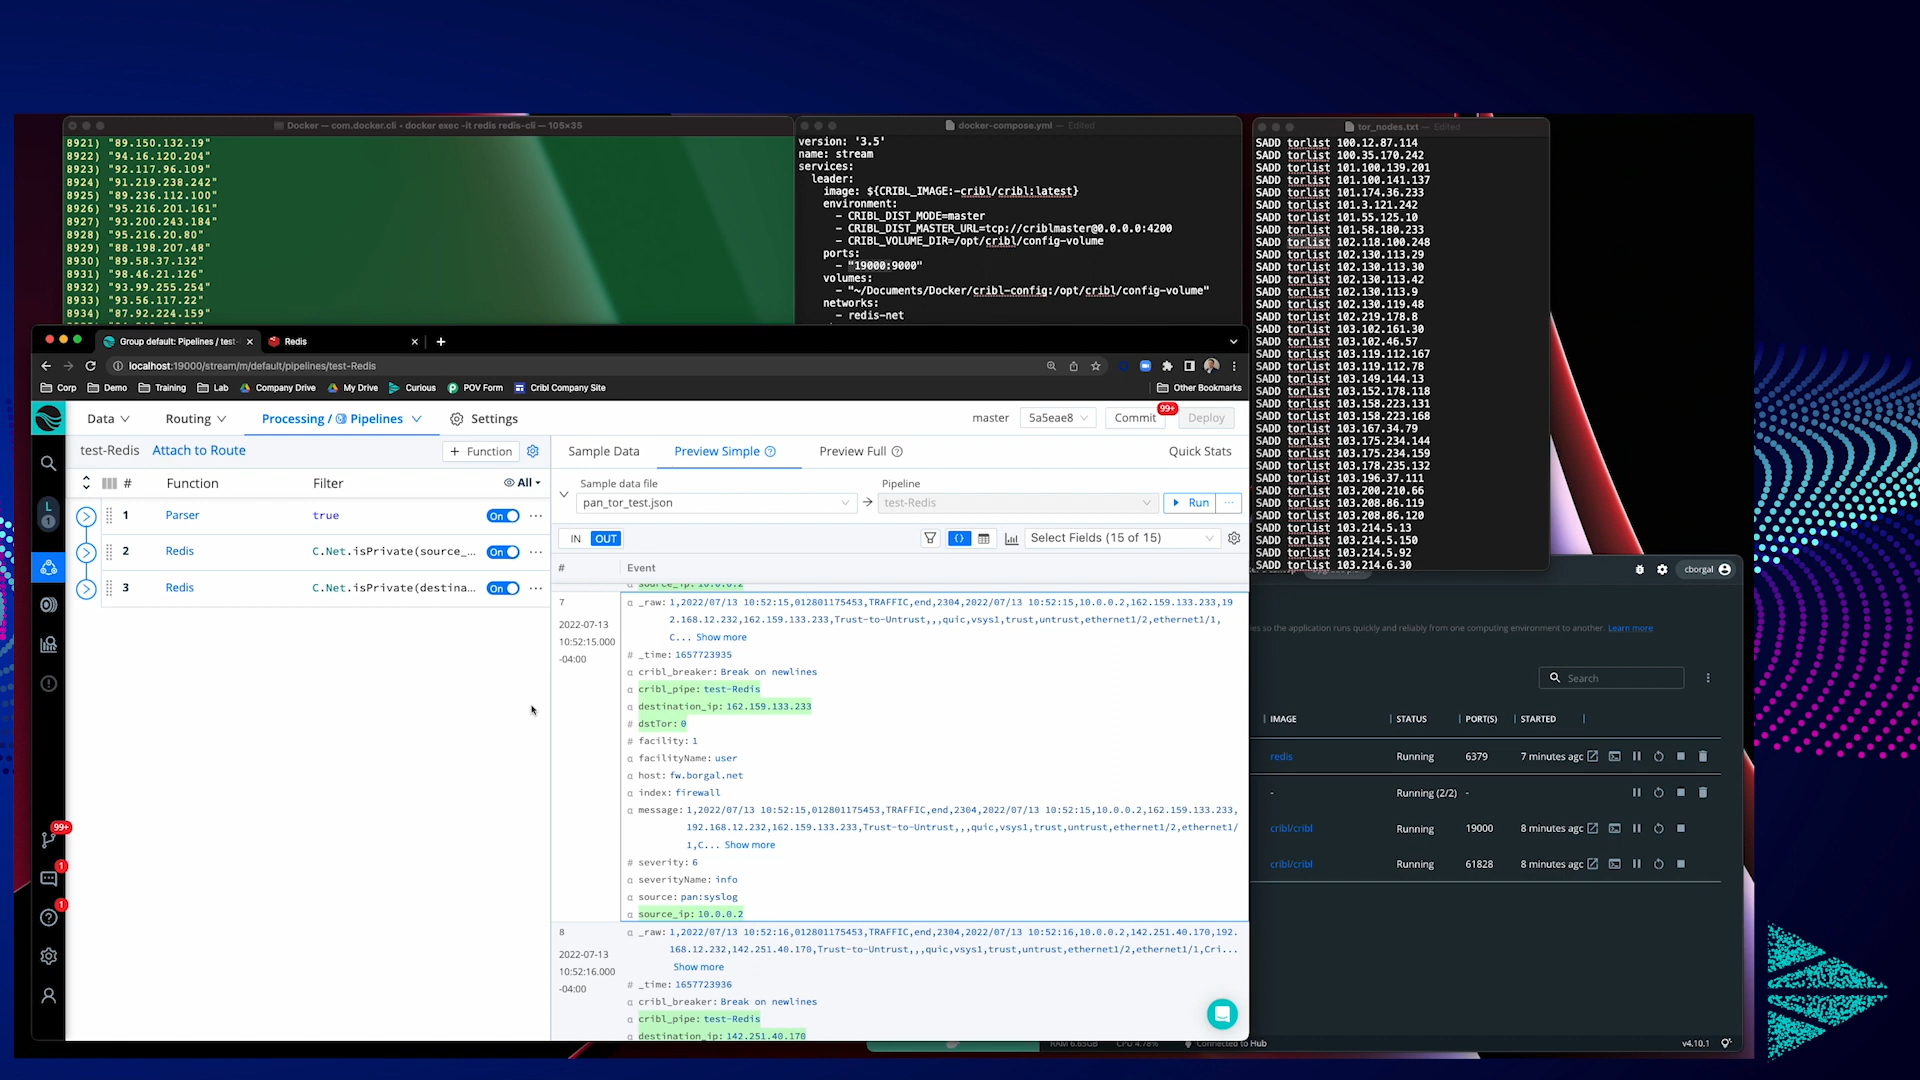 Docker — com.docker.cli • docker exec -it redis redis-cli — 105×35
8921) "89.150.132.19"
8922) "94.16.120.204"
8923) "92.117.96.109"
8924) "91.219.238.242"
8925) "89.236.112.100"
8926) "95.216.201.161"
8927) "93.200.243.184"
8928) "95.216.20.80"
8929) "88.198.207.48"
8930) "89.58.37.132"
8931) "98.46.21.126"
8932) "93.99.255.254"
8933) "93.56.117.22"
8934) "87.92.224.159"
docker-compose.yml — Edited
version: '3.5'
name: stream
services:
leader:
image: ${CRIBL_IMAGE:-cribl/cribl:latest}
environment:
- CRIBL_DIST_MODE=master
- CRIBL_DIST_MASTER_URL=tcp://criblmaster@0.0.0.0:4200
- CRIBL_VOLUME_DIR=/opt/cribl/config-volume
ports:
- "19000:9000"
volumes:
- "~/Documents/Docker/cribl-config:/opt/cribl/config-volume"
networks:
- redis-net
tor_nodes.txt — Edited
SADD torlist 100.12.87.114
SADD torlist 100.35.170.242
SADD torlist 101.100.139.201
SADD torlist 101.100.141.137
SADD torlist 101.174.36.233
SADD torlist 101.3.121.242
SADD torlist 101.55.125.10
SADD torlist 101.58.180.233
SADD torlist 102.118.100.248
SADD torlist 102.130.113.29
SADD torlist 102.130.113.30
SADD torlist 102.130.113.42
SADD torlist 102.130.113.9
SADD torlist 102.130.119.48
SADD torlist 102.219.178.8
SADD torlist 103.102.161.30
SADD torlist 103.102.46.57
SADD torlist 103.119.112.167
SADD torlist 103.119.112.78
SADD torlist 103.149.144.13
SADD torlist 103.152.178.118
SADD torlist 103.158.223.131
SADD torlist 103.158.223.168
SADD torlist 103.167.34.79
SADD torlist 103.175.234.144
SADD torlist 103.175.234.159
SADD torlist 103.178.235.132
SADD torlist 103.196.37.111
SADD torlist 103.200.210.66
SADD torlist 103.208.86.119
SADD torlist 103.208.86.120
SADD torlist 103.214.5.13
SADD torlist 103.214.5.150
SADD torlist 103.214.5.92
SADD torlist 103.214.6.30
Group default: Pipelines / test-
Redis
localhost:19000/stream/m/default/pipelines/test-Redis
Corp Demo Training Lab Company Drive My Drive Curious POV Form Cribl Company Site Other Bookmarks
Data Routing Processing / Pipelines Settings master 5a5eae8 Commit 99+ Deploy
test-Redis Attach to Route + Function
Sample Data Preview Simple Preview Full Quick Stats
# Function Filter All
1 Parser true On
2 Redis C.Net.isPrivate(source_... On
3 Redis C.Net.isPrivate(destina... On
L
1
99+
1
1
Sample data file Pipeline
pan_tor_test.json test-Redis Run
IN OUT Select Fields (15 of 15)
# Event
source_ip: 10.0.0.2
7
2022-07-13
10:52:15.000
-04:00
α _raw: 1,2022/07/13 10:52:15,012801175453,TRAFFIC,end,2304,2022/07/13 10:52:15,10.0.0.2,162.159.133.233,19
2.168.12.232,162.159.133.233,Trust-to-Untrust,,,quic,vsys1,trust,untrust,ethernet1/2,ethernet1/1,
C... Show more
# _time: 1657723935
α cribl_breaker: Break on newlines
α cribl_pipe: test-Redis
α destination_ip: 162.159.133.233
# dstTor: 0
# facility: 1
α facilityName: user
α host: fw.borgal.net
α index: firewall
α message: 1,2022/07/13 10:52:15,012801175453,TRAFFIC,end,2304,2022/07/13 10:52:15,10.0.0.2,162.159.133.233,
192.168.12.232,162.159.133.233,Trust-to-Untrust,,,quic,vsys1,trust,untrust,ethernet1/2,ethernet1/
1,C... Show more
# severity: 6
α severityName: info
α source: pan:syslog
α source_ip: 10.0.0.2
8
2022-07-13
10:52:16.000
-04:00
α _raw: 1,2022/07/13 10:52:16,012801175453,TRAFFIC,end,2304,2022/07/13 10:52:16,10.0.0.2,142.251.40.170,192.
168.12.232,142.251.40.170,Trust-to-Untrust,,,quic,vsys1,trust,untrust,ethernet1/2,ethernet1/1,Cri...
Show more
# _time: 1657723936
α cribl_breaker: Break on newlines
α cribl_pipe: test-Redis
α destination_ip: 142.251.40.170
cborgal
so the application runs quickly and reliably from one computing environment to another. Learn more
Search
IMAGE STATUS PORT(S) STARTED
redis Running 6379 7 minutes ago
- Running (2/2) -
cribl/cribl Running 19000 8 minutes ago
cribl/cribl Running 61828 8 minutes ago
RAM 6.65GB CPU 4.78% Connected to Hub v4.10.1